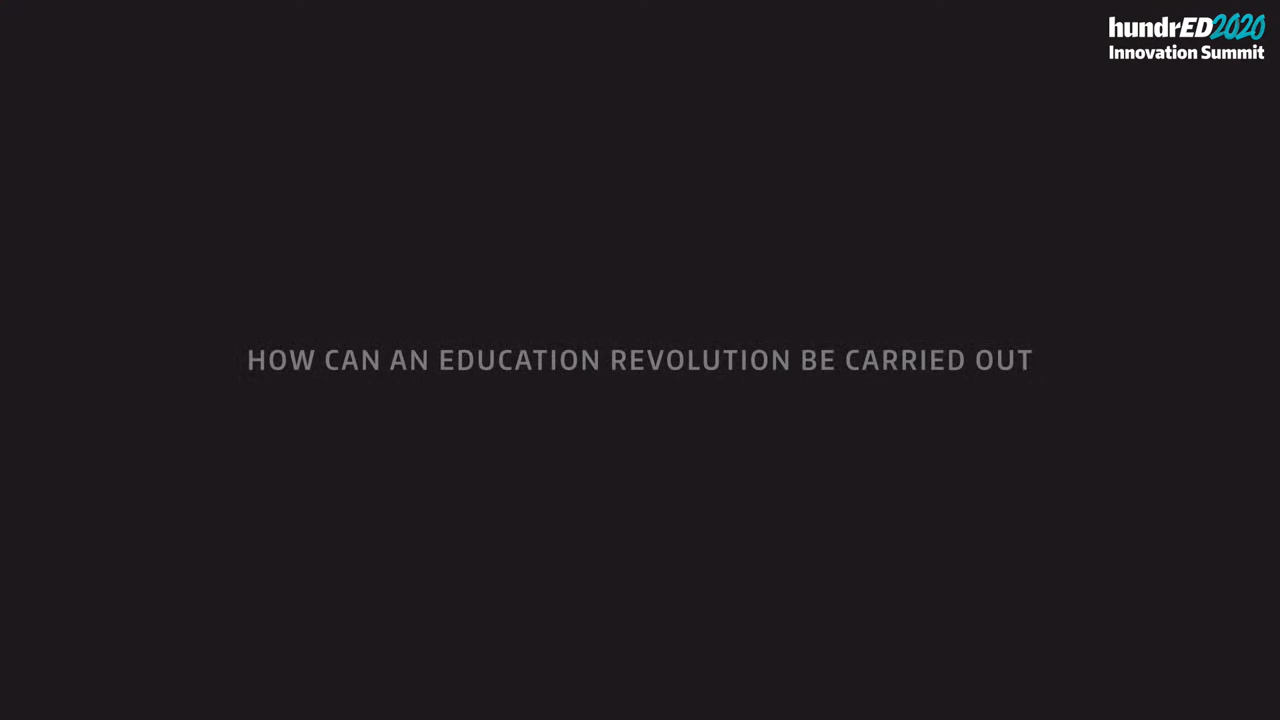 hundrED2020
Innovation Summit
HOW CAN AN EDUCATION REVOLUTION BE CARRIED OUT